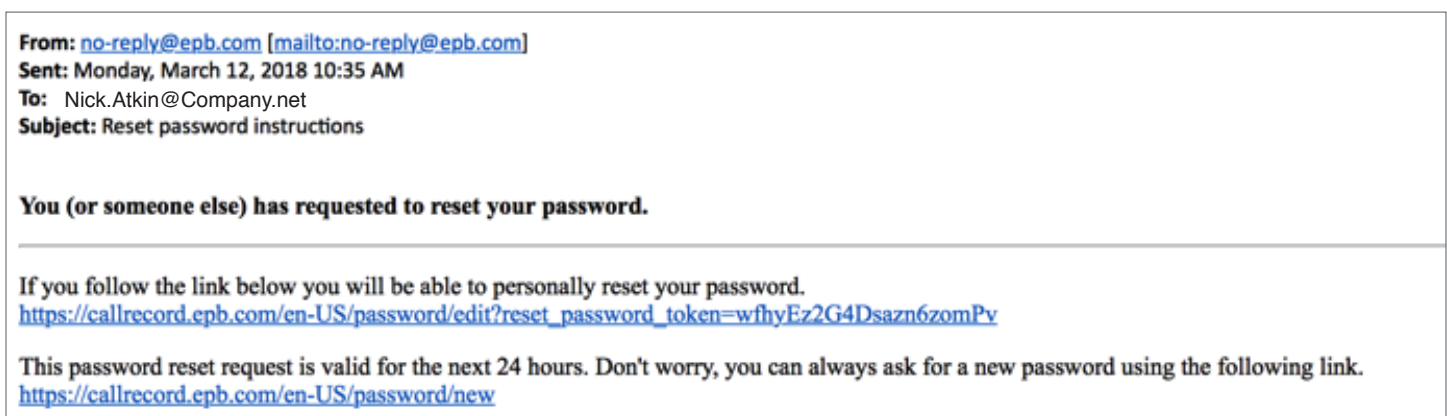 From: no-reply@epb.com [mailto:no-reply@epb.com]
Sent: Monday, March 12, 2018 10:35 AM
To: Nick.Atkin@Company.net
Subject: Reset password instructions
You (or someone else) has requested to reset your password.
If you follow the link below you will be able to personally reset your password.
https://callrecord.epb.com/en-US/password/edit?reset_password_token=wfhyEz2G4Dsazn6zomPv
This password reset request is valid for the next 24 hours. Don't worry, you can always ask for a new password using the following link.
https://callrecord.epb.com/en-US/password/new